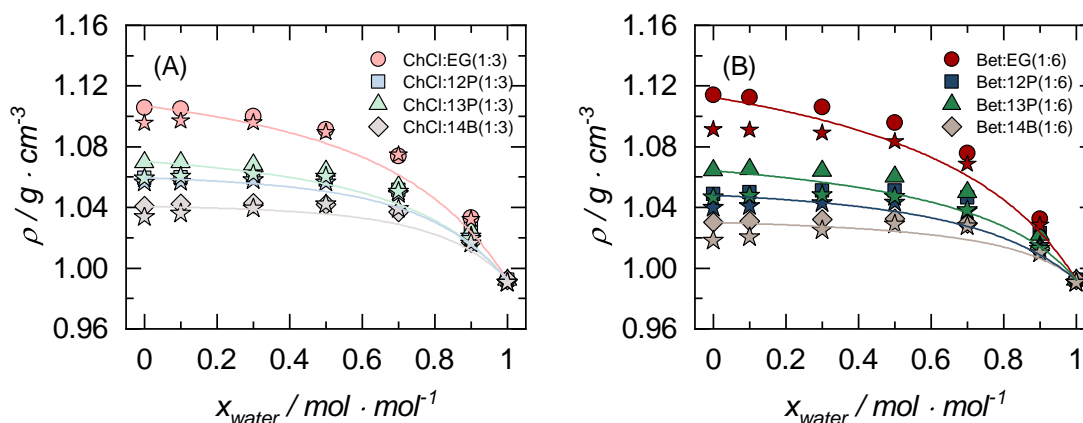 1.16
1.12
1.08
1.04
1.00
0.96
ρ / g · cm⁻³
(A)
ChCl:EG(1:3)
ChCl:12P(1:3)
ChCl:13P(1:3)
ChCl:14B(1:3)
0 0.2 0.4 0.6 0.8 1
x_water / mol · mol⁻¹
1.16
1.12
1.08
1.04
1.00
0.96
ρ / g · cm⁻³
(B)
Bet:EG(1:6)
Bet:12P(1:6)
Bet:13P(1:6)
Bet:14B(1:6)
0 0.2 0.4 0.6 0.8 1
x_water / mol · mol⁻¹